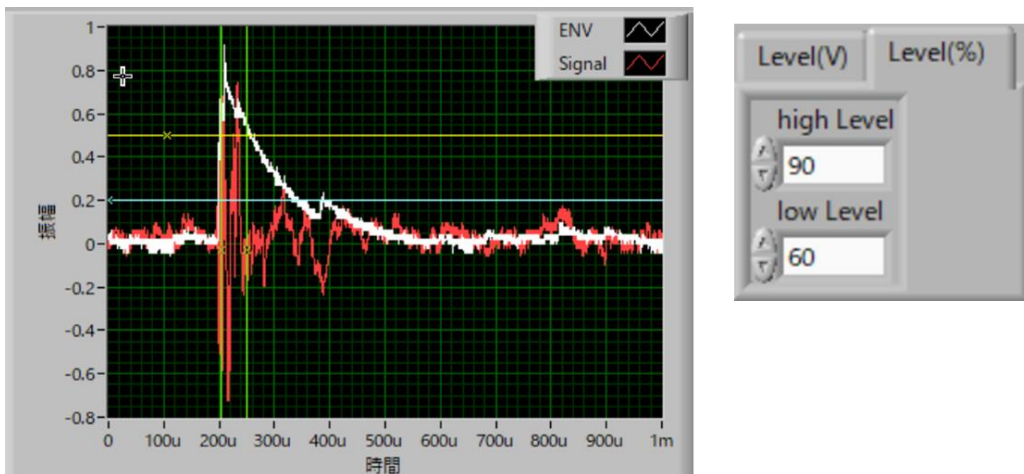 ENV
Signal
1
0.8
0.6
0.4
0.2
0
-0.2
-0.4
-0.6
-0.8
振幅
0 100u 200u 300u 400u 500u 600u 700u 800u 900u 1m
時間
Level(V) Level(%)
high Level
90
low Level
60